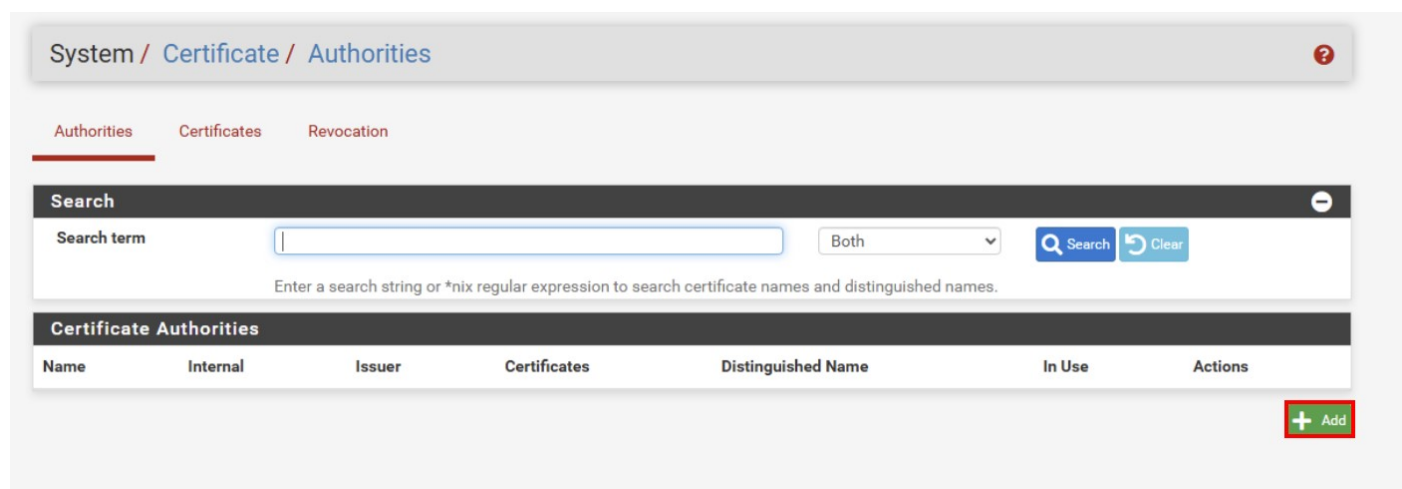 System / Certificate / Authorities
Authorities Certificates Revocation
Search
Search term Both Search Clear
Enter a search string or *nix regular expression to search certificate names and distinguished names.
Certificate Authorities
Name Internal Issuer Certificates Distinguished Name In Use Actions
Add